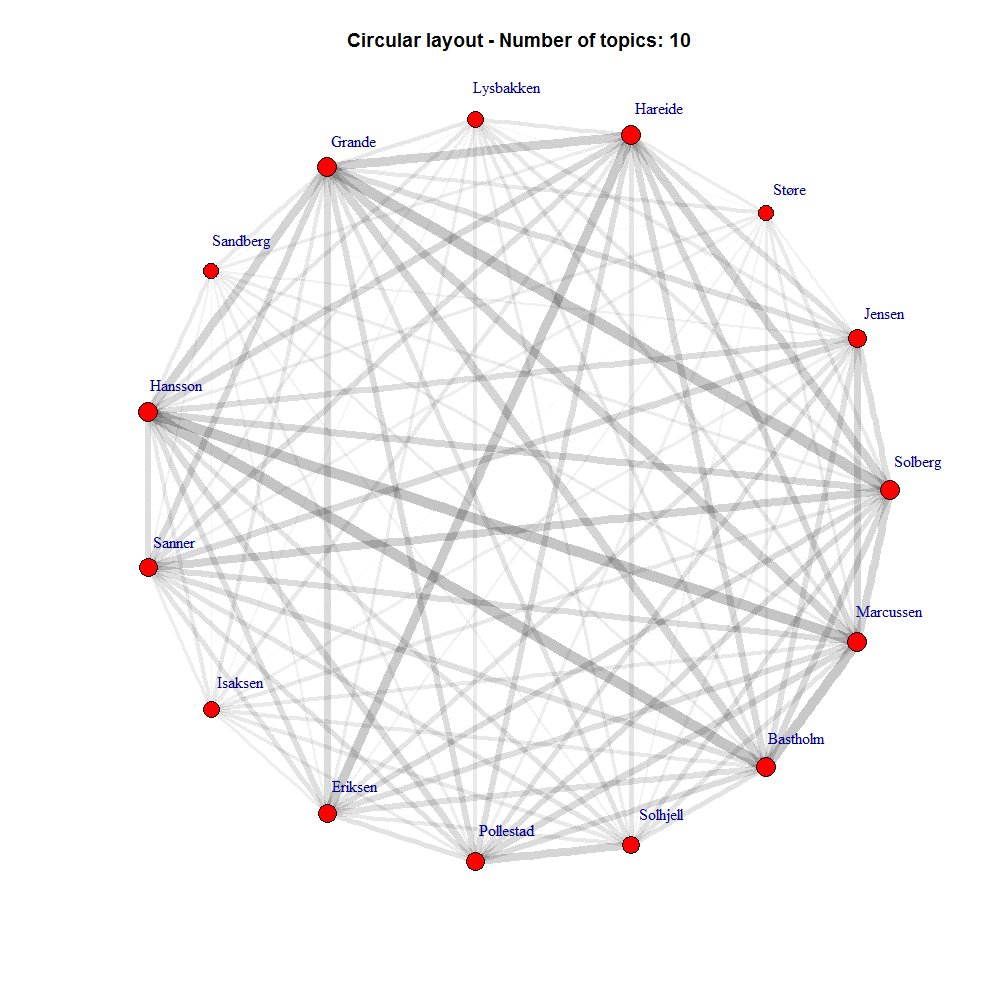 Circular layout - Number of topics: 10
Lysbakken
Hareide
Grande
Støre
Sandberg
Jensen
Hansson
Solberg
Sanner
Marcussen
Isaksen
Bastholm
Eriksen
Solhjell
Pollestad